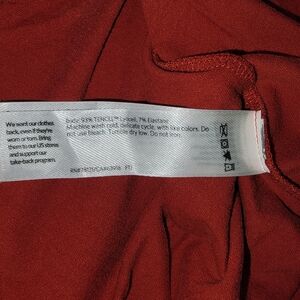 We want our clothes
back, even if they're
worn or torn. Bring
them to our US stores
and support our
take-back program.
Body: 93% TENCEL™ Lyocell, 7% Elastane
Machine wash cold, delicate cycle, with like colors. Do
not use bleach. Tumble dry low. Do not iron.